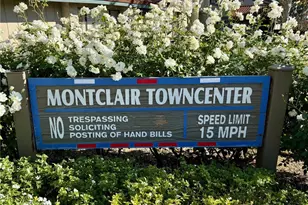 MONTCLAIR TOWNCENTER
NO TRESPASSING
SOLICITING
POSTING OF HAND BILLS
SPEED LIMIT
15 MPH